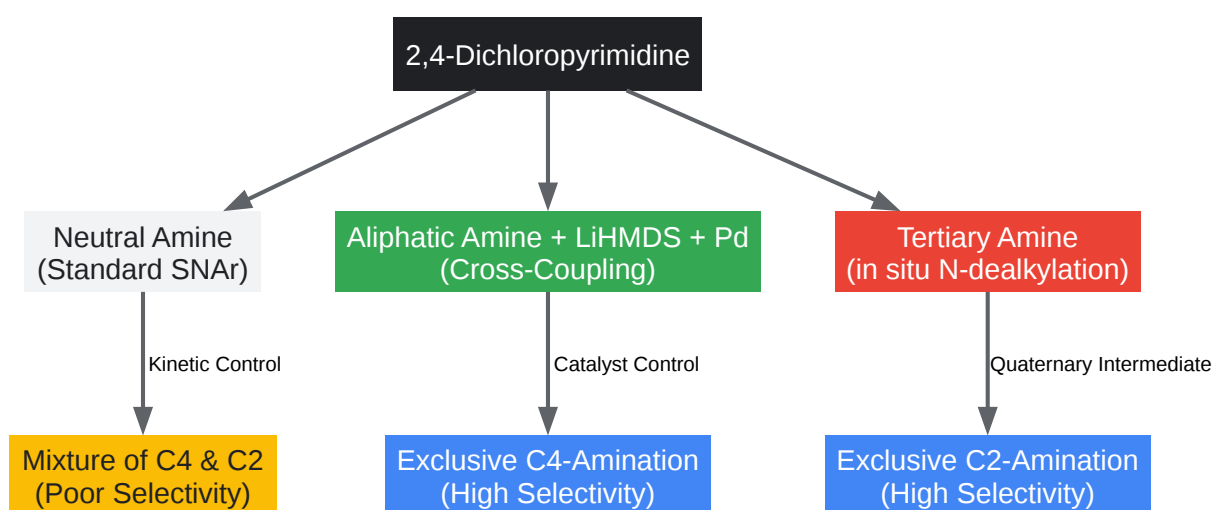 2,4-Dichloropyrimidine
Neutral Amine
(Standard SNAr)
Aliphatic Amine + LiHMDS + Pd
(Cross-Coupling)
Tertiary Amine
(in situ N-dealkylation)
Kinetic Control
Catalyst Control
Quaternary Intermediate
Mixture of C4 & C2
(Poor Selectivity)
Exclusive C4-Amination
(High Selectivity)
Exclusive C2-Amination
(High Selectivity)